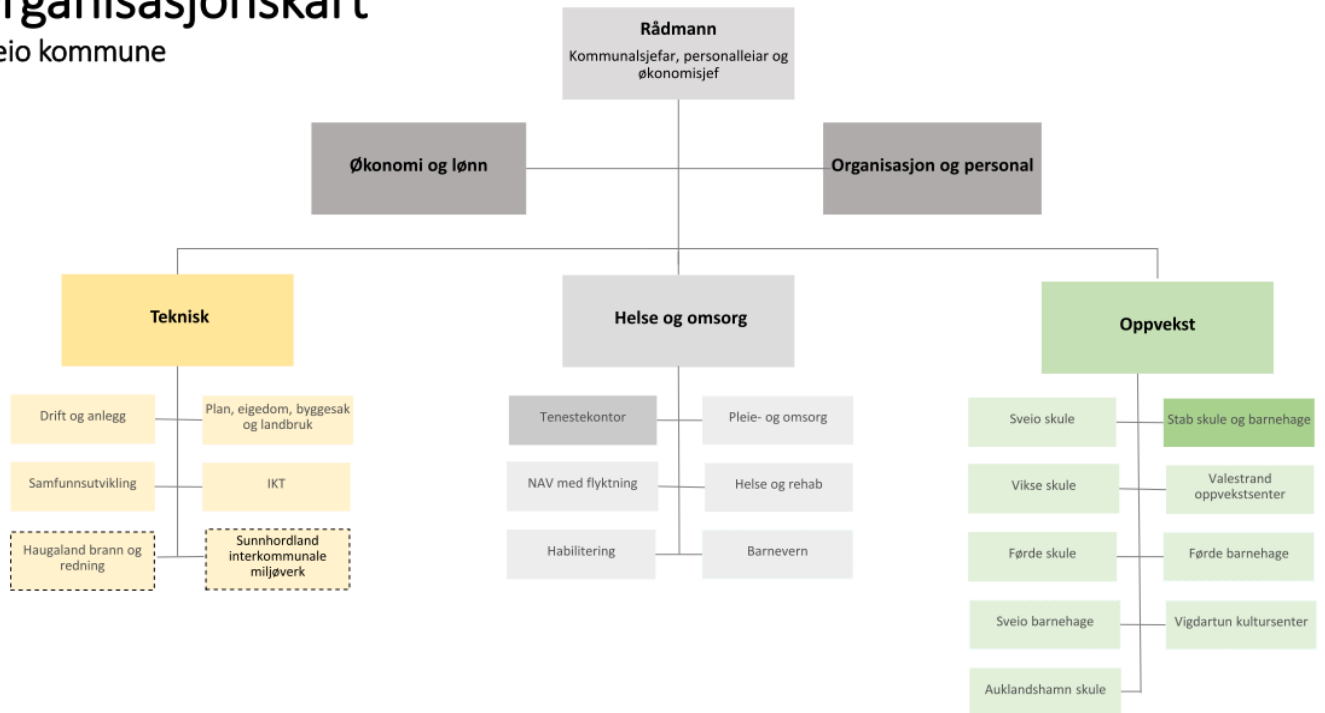 rganisasjonskart
eio kommune
Rådmann
Kommunalsjefar, personalleiar og
økonomisjef
Økonomi og lønn
Organisasjon og personal
Teknisk
Helse og omsorg
Oppvekst
Drift og anlegg
Plan, eigedom, byggesak
og landbruk
Samfunnsutvikling
IKT
Haugaland brann og
redning
Sunnhordland
interkommunale
miljøverk
Tenestekontor
Pleie- og omsorg
NAV med flyktning
Helse og rehab
Habilitering
Barnevern
Sveio skule
Stab skule og barnehage
Vikse skule
Valestrand
oppvekstsenter
Førde skule
Førde barnehage
Sveio barnehage
Vigdartun kultursenter
Auklandshamn skule